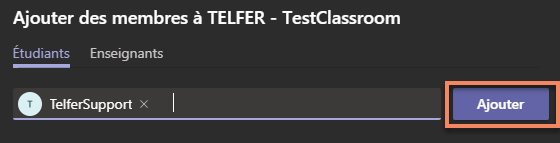 Ajouter des membres à TELFER - TestClassroom
Étudiants Enseignants
T TelferSupport × Ajouter